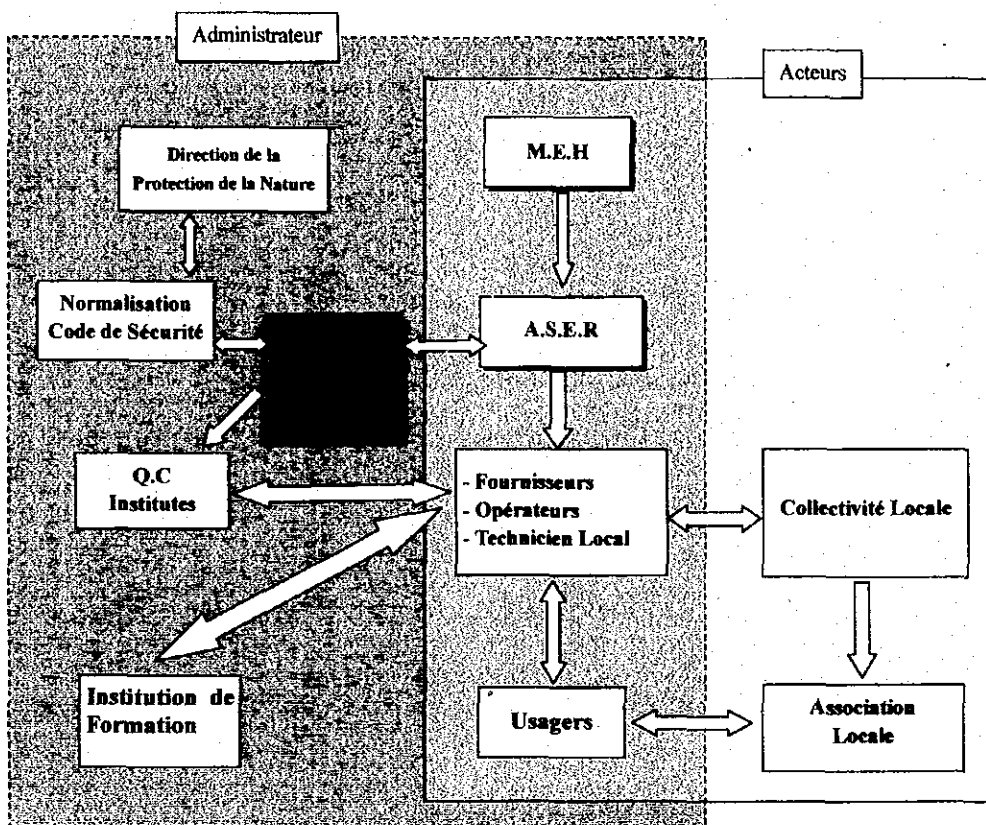 Administrateur
Acteurs
Direction de la
Protection de la Nature
M.E.H
Normalisation
Code de Sécurité
A.S.E.R
Q.C
Institutes
- Fournisseurs
- Opérateurs
- Technicien Local
Collectivité Locale
Institution de
Formation
Usagers
Association
Locale